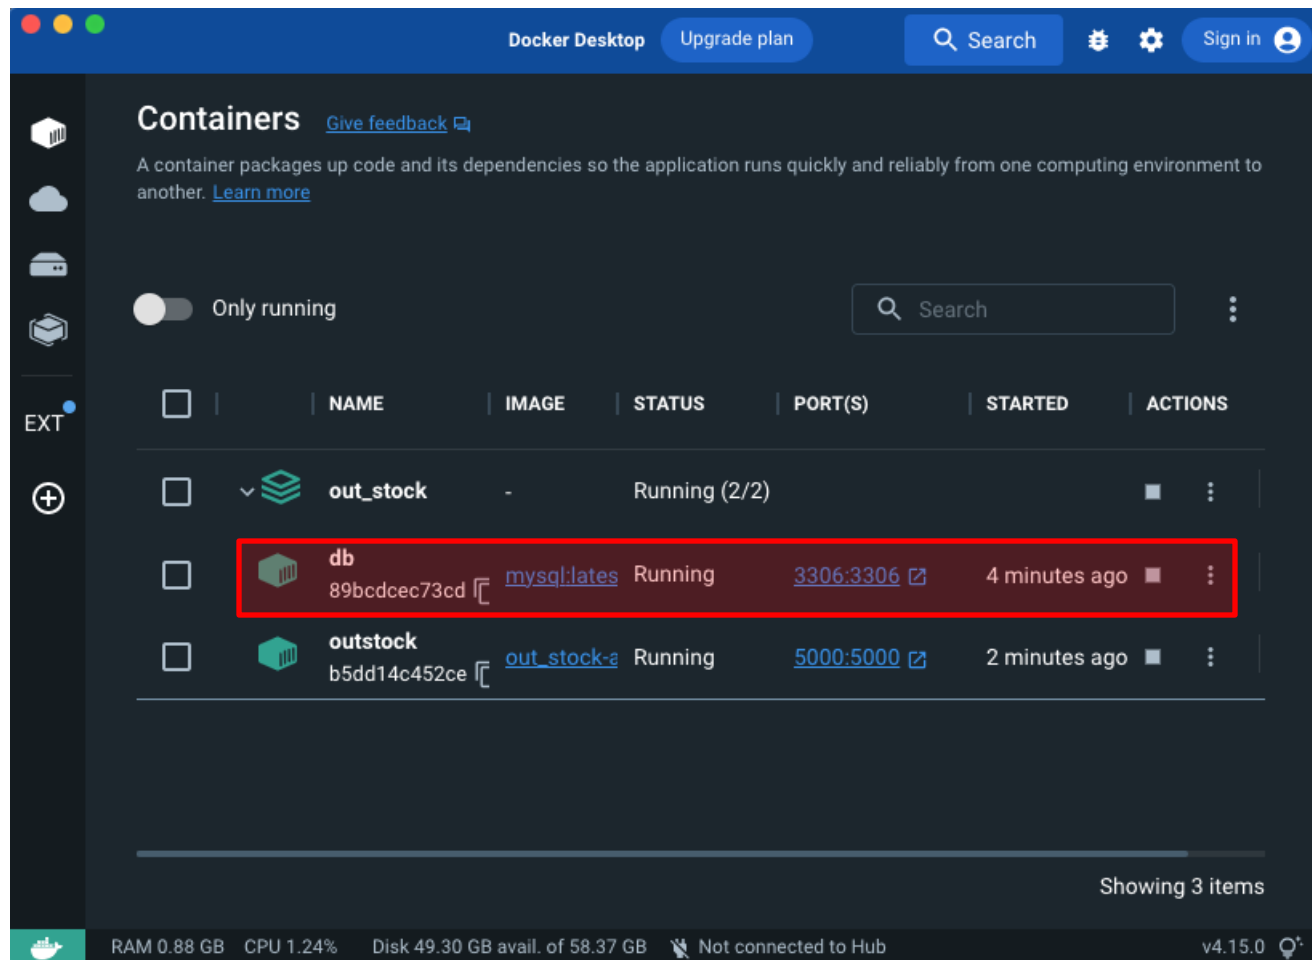 Docker Desktop Upgrade plan Search Sign in
Containers Give feedback
A container packages up code and its dependencies so the application runs quickly and reliably from one computing environment to
another. Learn more
Only running Search
EXT
NAME IMAGE STATUS PORT(S) STARTED ACTIONS
out_stock - Running (2/2)
db
89bcdcec73cd mysql:lates Running 3306:3306 4 minutes ago
outstock
b5dd14c452ce out_stock-a Running 5000:5000 2 minutes ago
Showing 3 items
RAM 0.88 GB CPU 1.24% Disk 49.30 GB avail. of 58.37 GB Not connected to Hub v4.15.0